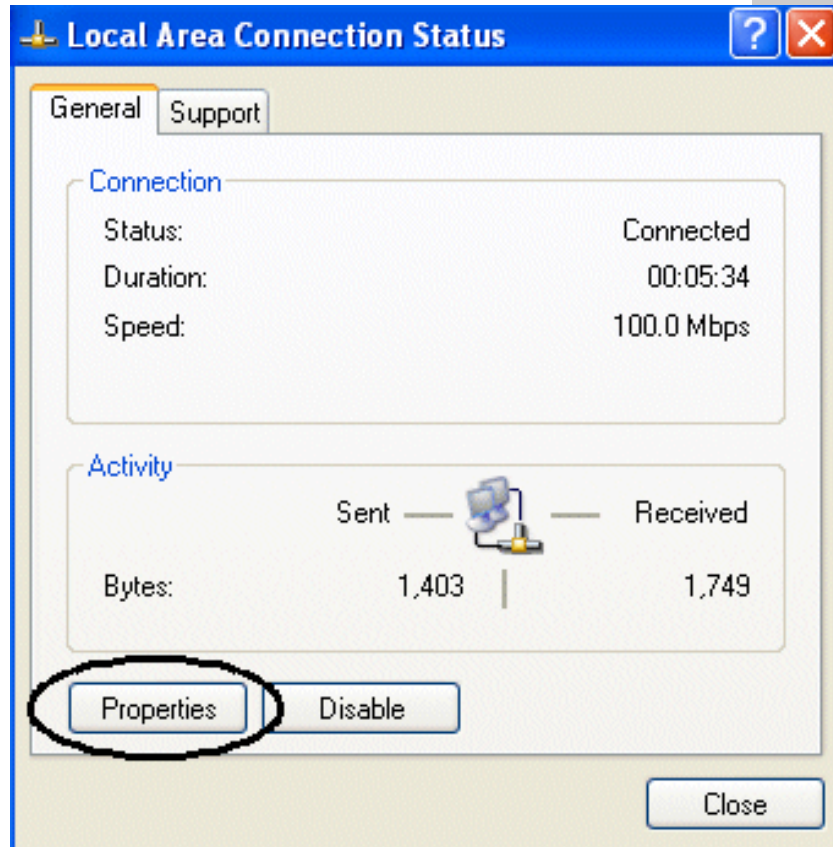 Local Area Connection Status ?
General Support
Connection
Status: Connected
Duration: 00:05:34
Speed: 100.0 Mbps
Activity
Sent Received
Bytes: 1,403 1,749
Properties Disable
Close